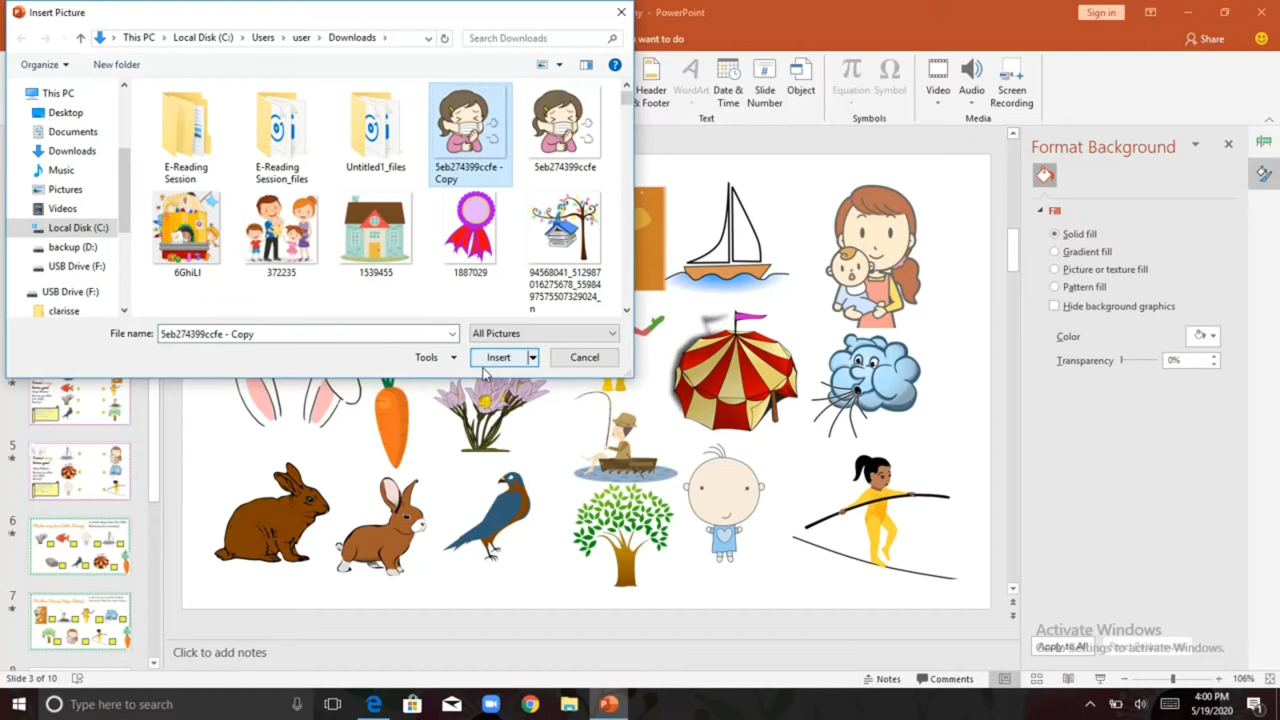 Insert Picture
ny - PowerPoint
Sign in
This PC
Local Disk (C:)
Users
user
Downloads
Search Downloads
want to do
Share
Organize
New folder
Header & Footer
WordArt
Date & Time
Slide Number
Object
Equation
Symbol
Video
Audio
Screen Recording
Text
Symbols
Media
This PC
Desktop
Documents
Downloads
Music
Pictures
Videos
Local Disk (C:)
backup (D:)
USB Drive (F:)
USB Drive (F:)
clarisse
E-Reading Session
E-Reading Session_files
Untitled1_files
5eb274399ccfe - Copy
5eb274399ccfe
6GhiLI
372235
1539455
1887029
94568041_512987
016275678_55984
97575507329024_
n
File name:
5eb274399ccfe - Copy
All Pictures
Tools
Insert
Cancel
Format Background
Fill
Solid fill
Gradient fill
Picture or texture fill
Pattern fill
Hide background graphics
Color
Transparency
0%
5
6
7
Click to add notes
Activate Windows
Go to Settings to activate Windows.
Apply to All
Slide 3 of 10
Notes
Comments
106%
Type here to search
4:00 PM
5/19/2020